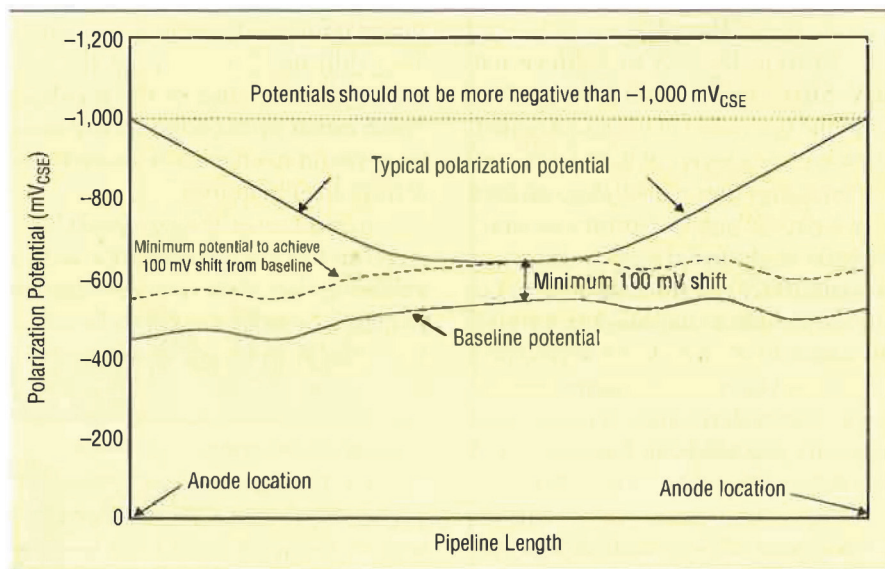 −1,200
−1,000
−800
−600
−400
−200
0
Polarization Potential (mV_CSE)
Potentials should not be more negative than −1,000 mV_CSE
Typical polarization potential
Minimum potential to achieve
100 mV shift from baseline
Minimum 100 mV shift
Baseline potential
Anode location
Anode location
Pipeline Length